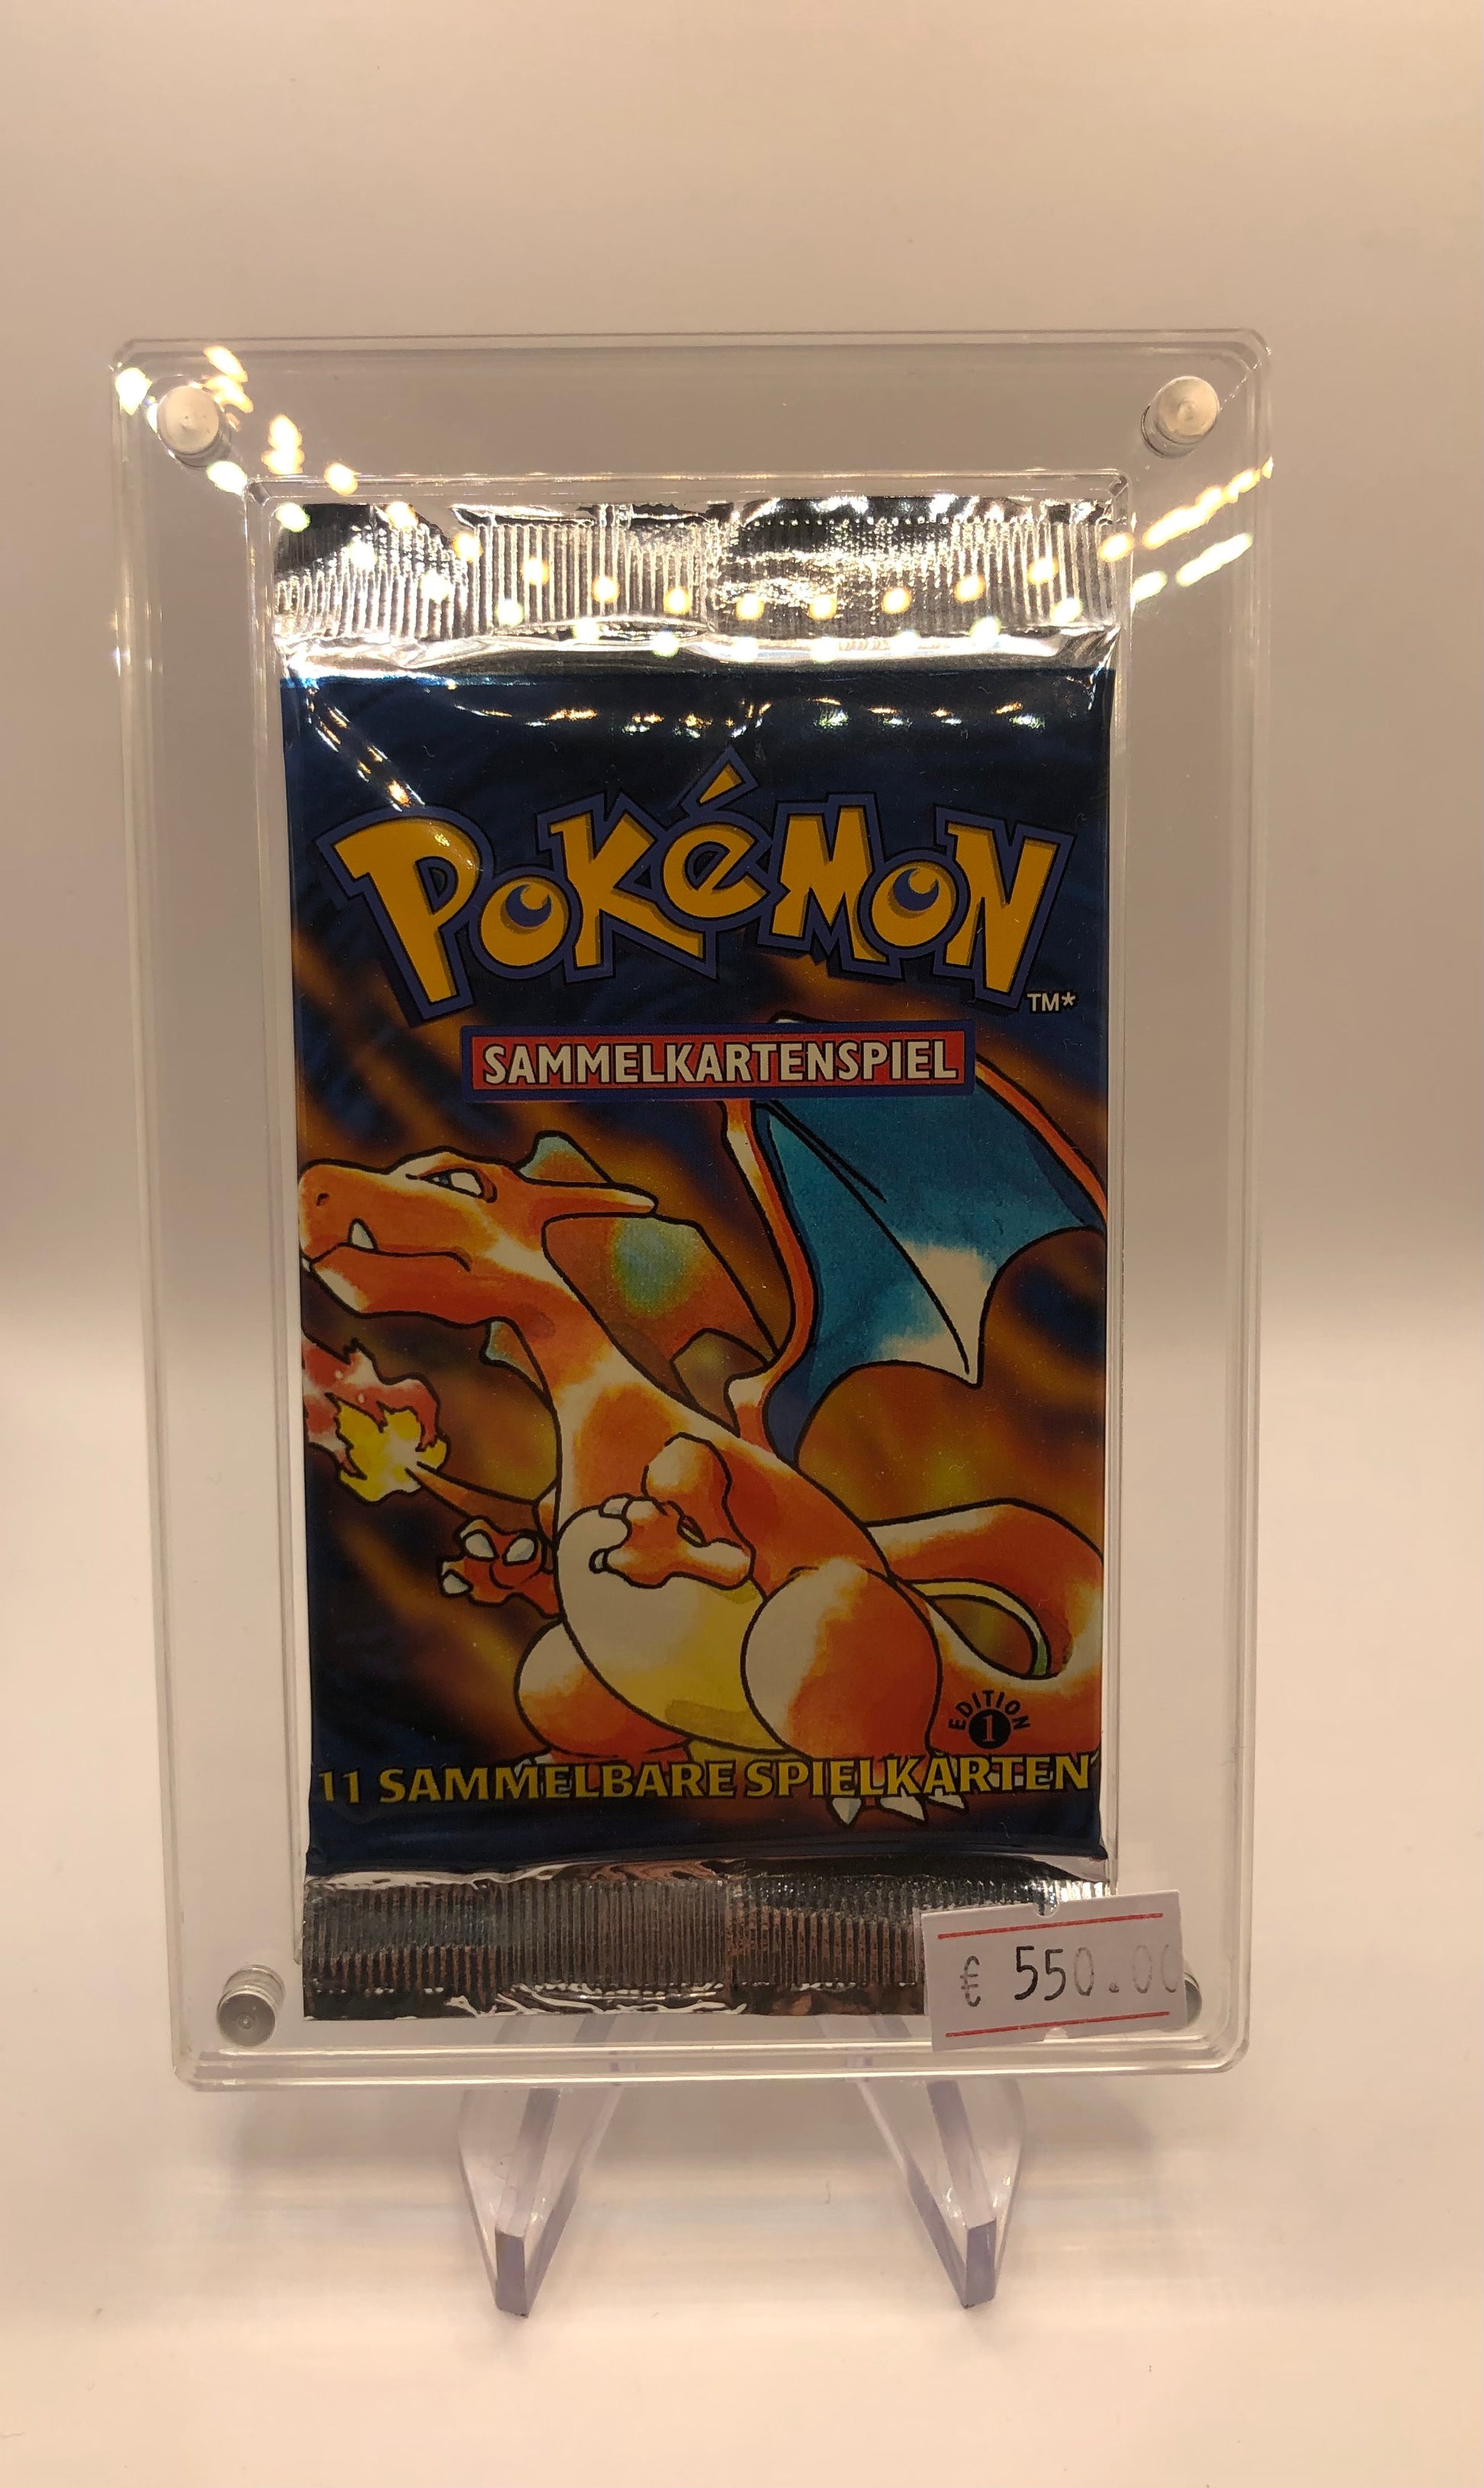 POKéMON
TM*
SAMMELKARTENSPIEL
EDITION
1
11 SAMMELBARE SPIELKARTEN
€ 550.00